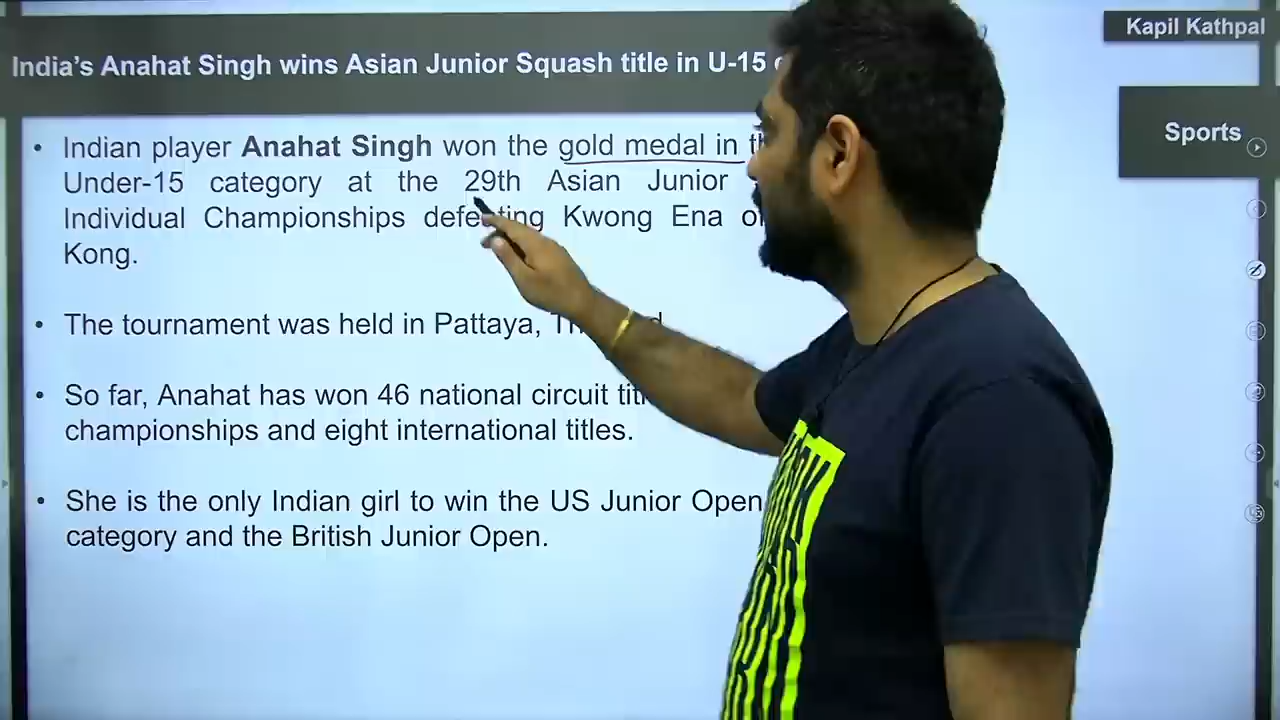 Kapil Kathpal
India's Anahat Singh wins Asian Junior Squash title in U-15
Sports
• Indian player Anahat Singh won the gold medal in
Under-15 category at the 29th Asian Junior
Individual Championships defeating Kwong Ena
Kong.
• The tournament was held in Pattaya,
• So far, Anahat has won 46 national circuit
championships and eight international titles.
• She is the only Indian girl to win the US Junior Open
category and the British Junior Open.